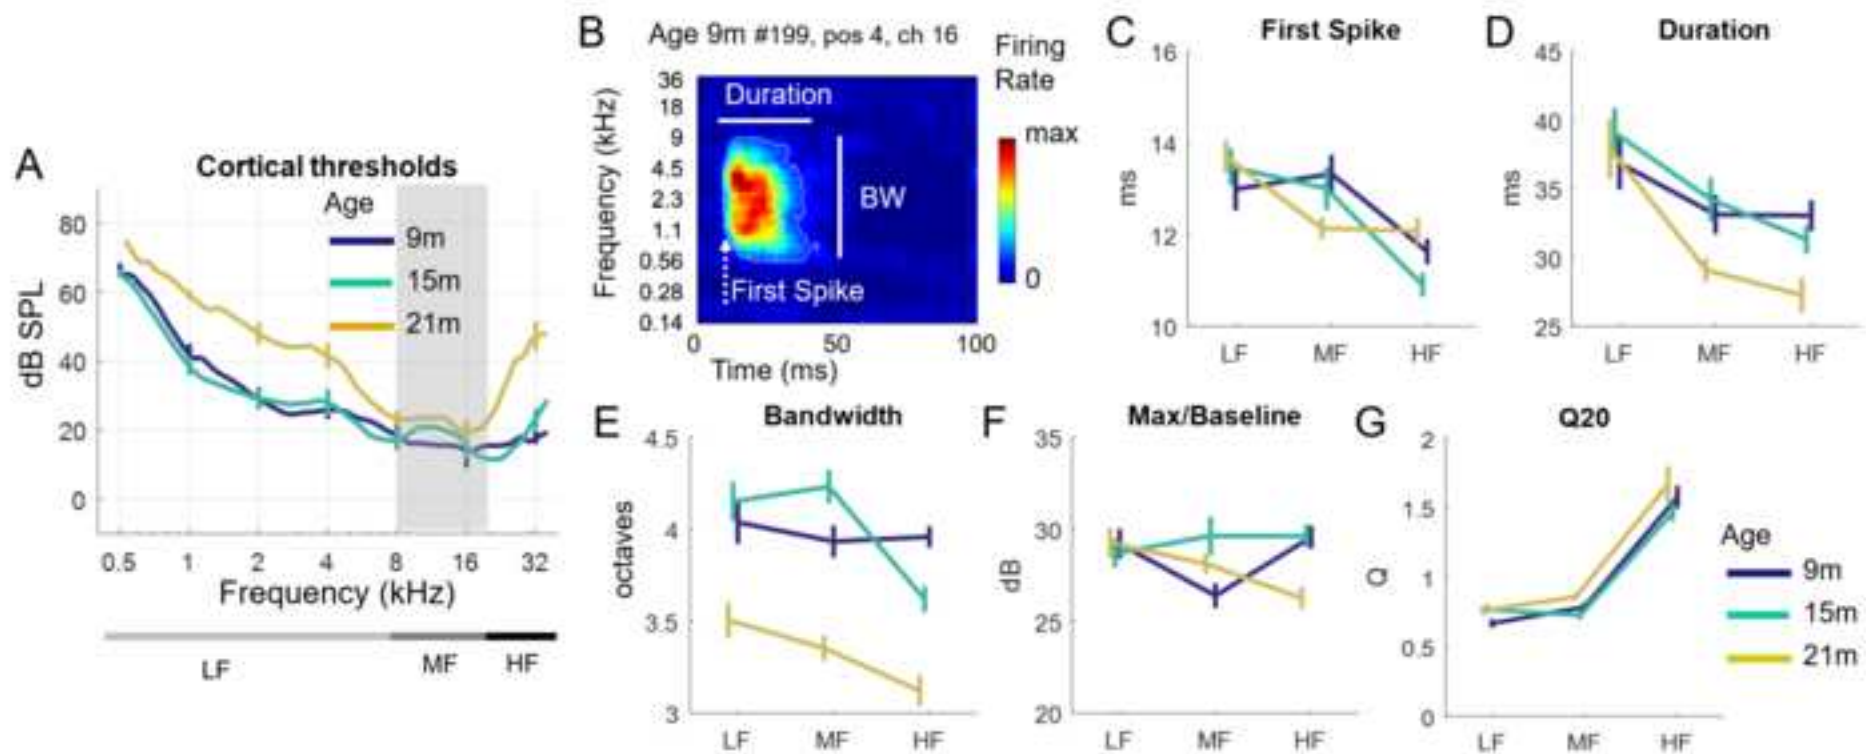 A
Cortical thresholds
Age
9m
15m
21m
dB SPL
80
60
40
20
0
0.5 1 2 4 8 16 32
Frequency (kHz)
LF MF HF
B
Age 9m #199, pos 4, ch 16
Frequency (kHz)
36
18
9
4.5
2.3
1.1
0.56
0.28
0.14
Duration
BW
First Spike
0 50 100
Time (ms)
Firing
Rate
max
0
C
First Spike
ms
16
14
12
10
LF MF HF
D
Duration
ms
45
40
35
30
25
LF MF HF
E
Bandwidth
octaves
4.5
4
3.5
3
LF MF HF
F
Max/Baseline
dB
35
30
25
20
LF MF HF
G
Q20
Q
2
1.5
1
0.5
0
LF MF HF
Age
9m
15m
21m